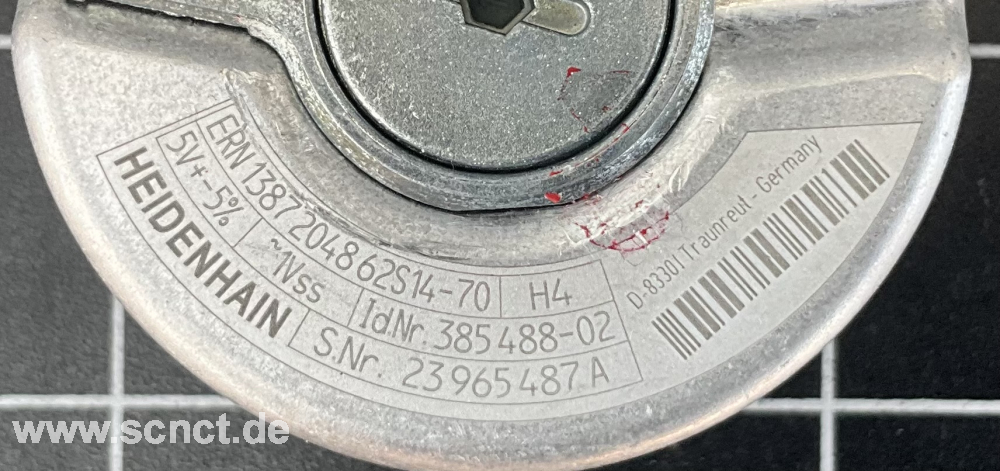 ERN 1387 2048 62S14-70 H4
5V+-5% ~1Vss Id.Nr. 385 488-02
HEIDENHAIN S.Nr. 23 965 487 A
D-83301 Traunreut - Germany
www.scnct.de